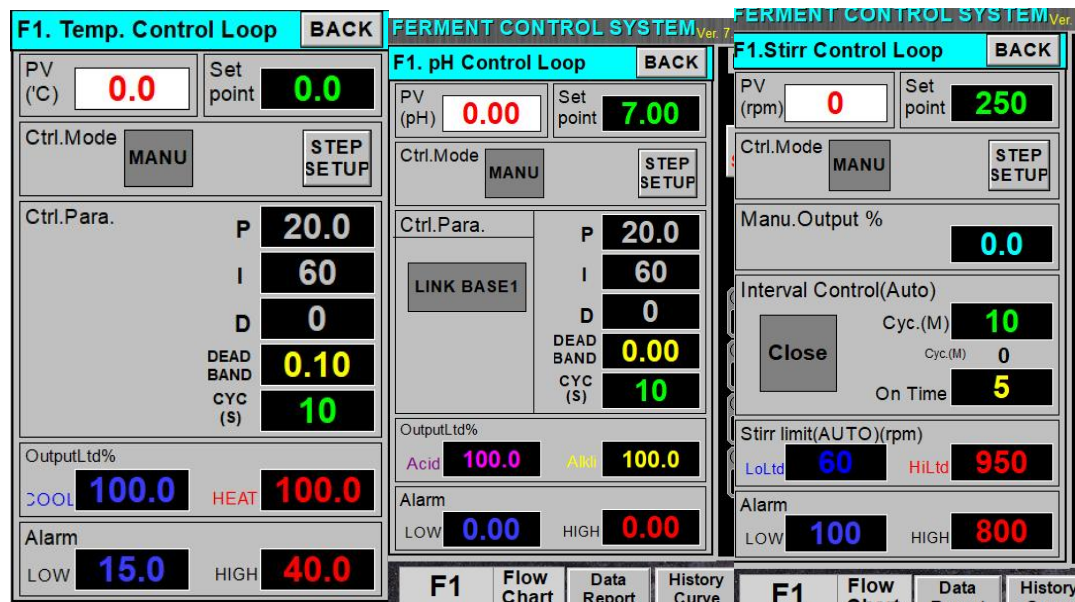 F1. Temp. Control Loop BACK
PV ('C) 0.0 Set point 0.0
Ctrl.Mode MANU STEP SETUP
Ctrl.Para.
P 20.0
I 60
D 0
DEAD BAND 0.10
CYC (S) 10
OutputLtd%
COOL 100.0 HEAT 100.0
Alarm
LOW 15.0 HIGH 40.0
FERMENT CONTROL SYSTEM Ver. 7.
F1. pH Control Loop BACK
PV (pH) 0.00 Set point 7.00
Ctrl.Mode MANU STEP SETUP
Ctrl.Para.
LINK BASE1
P 20.0
I 60
D 0
DEAD BAND 0.00
CYC (S) 10
OutputLtd%
Acid 100.0 Alkli 100.0
Alarm
LOW 0.00 HIGH 0.00
F1 Flow Chart Data Report History Curve
FERMENT CONTROL SYSTEM Ver.
F1.Stirr Control Loop BACK
PV (rpm) 0 Set point 250
Ctrl.Mode MANU STEP SETUP
Manu.Output %
0.0
Interval Control(Auto)
Close
Cyc.(M) 10
Cyc.(M) 0
On Time 5
Stirr limit(AUTO)(rpm)
LoLtd 60 HiLtd 950
Alarm
LOW 100 HIGH 800
F1 Flow Data History